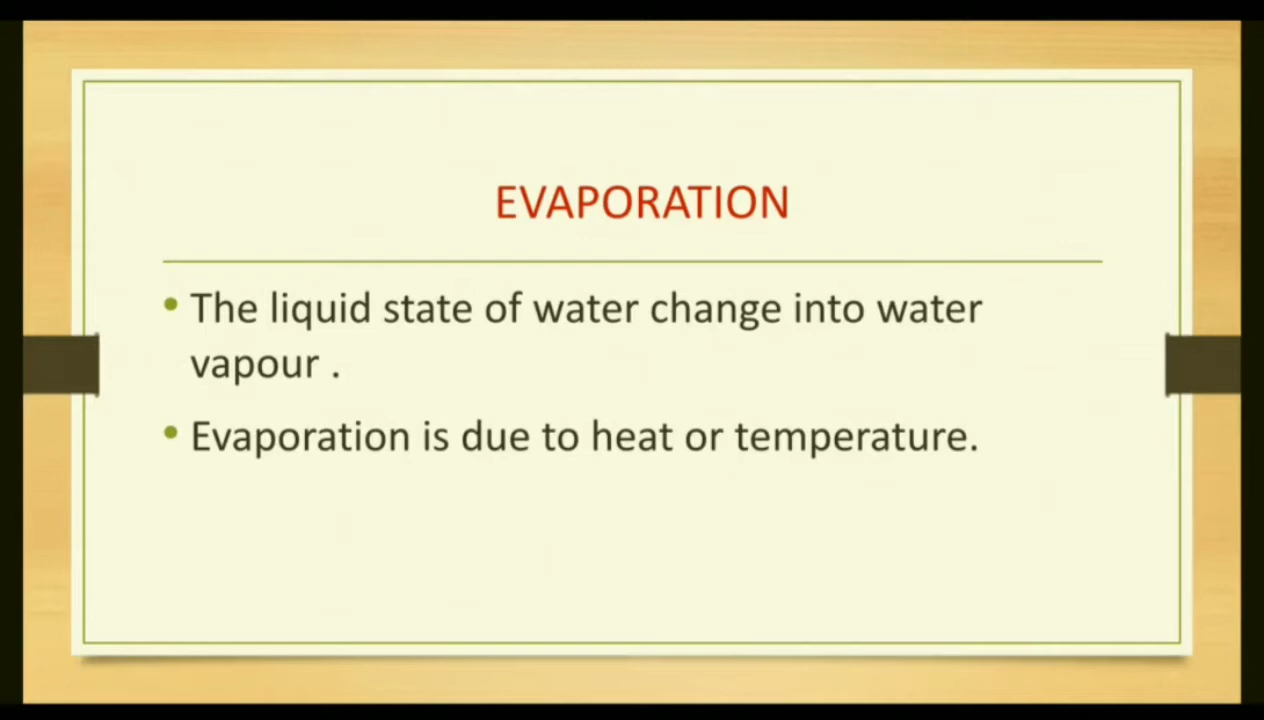 EVAPORATION
• The liquid state of water change into water
vapour .
• Evaporation is due to heat or temperature.